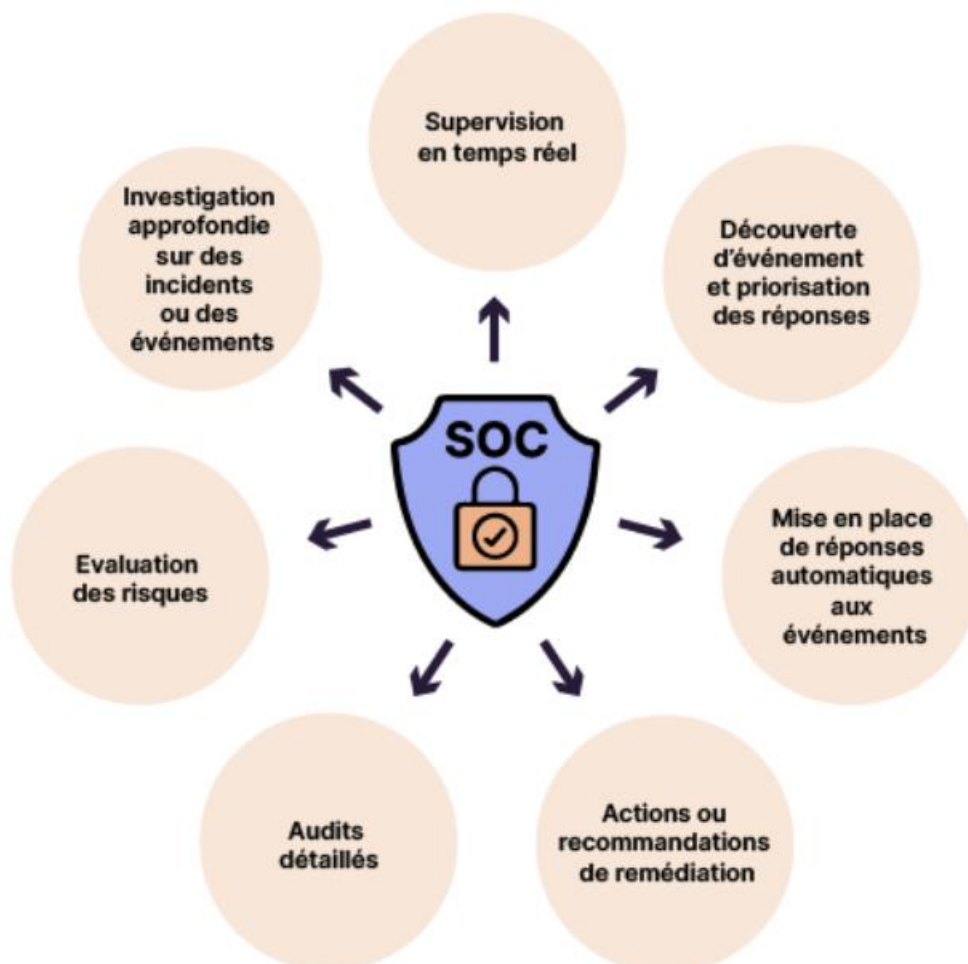 Supervision
en temps réel
Découverte
d'événement
et priorisation
des réponses
Mise en place
de réponses
automatiques
aux
événements
Actions ou
recommandations
de remédiation
Audits
détaillés
Evaluation
des risques
Investigation
approfondie
sur des
incidents
ou des
événements
SOC